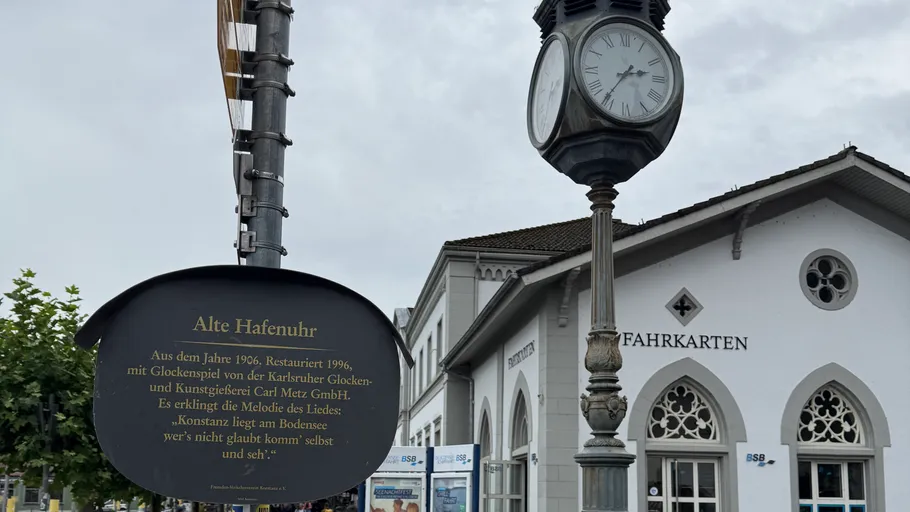 Alte Hafenuhr
Aus dem Jahre 1906, Restauriert 1996,
mit Glockenspiel von der Karlsruher Glocken-
und Kunstgießerei Carl Metz GmbH.
Es erklingt die Melodie des Liedes:
„Konstanz liegt am Bodensee
wer's nicht glaubt komm' selbst
und seh'.“
FAHRKARTEN
FAHRKARTEN
BSB
BSB
BSB
SEENACHTFEST
XII